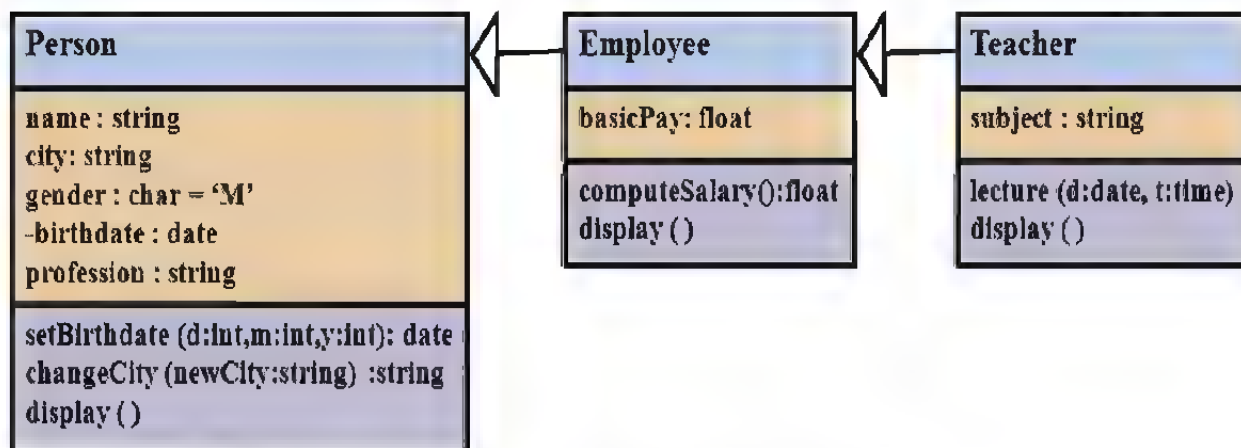 Person
name : string
city: string
gender : char = ‘M’
-birthdate : date
profession : string
setBirthdate (d:int,m:int,y:int): date
changeCity (newCity:string) :string
display ( )
Employee
basicPay: float
computeSalary():float
display ( )
Teacher
subject : string
lecture (d:date, t:time)
display ( )